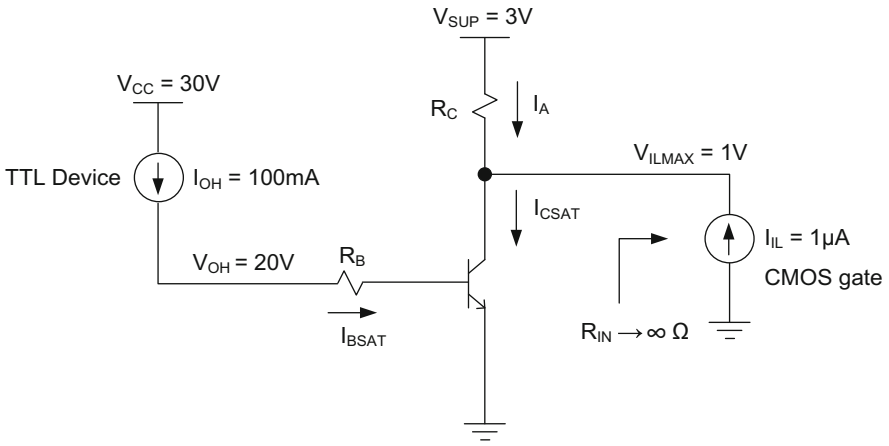 V_SUP = 3V
V_CC = 30V
R_C
I_A
V_ILMAX = 1V
TTL Device
I_OH = 100mA
I_CSAT
V_OH = 20V
R_B
I_IL = 1µA
CMOS gate
I_BSAT
R_IN → ∞ Ω